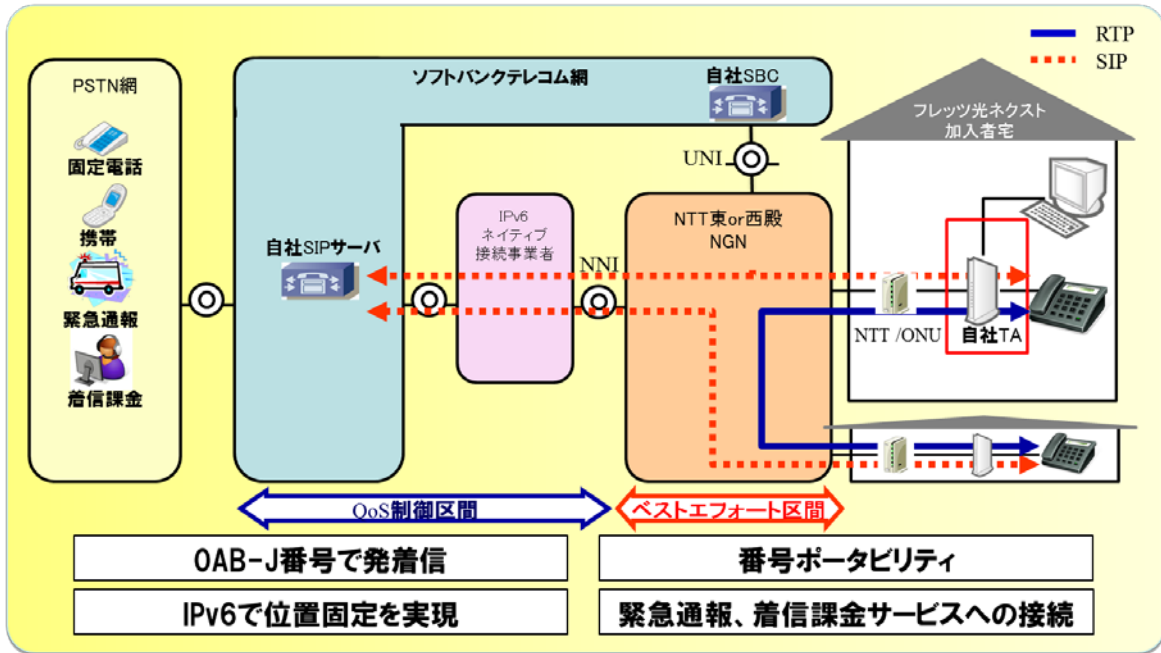 RTP
SIP
PSTN網
固定電話
携帯
緊急通報
着信課金
ソフトバンクテレコム網
自社SBC
自社SIPサーバ
IPv6
ネイティブ
接続事業者
UNI
NNI
NTT東or西殿
NGN
フレッツ光ネクスト
加入者宅
NTT /ONU
自社TA
QoS制御区間
ベストエフォート区間
0AB-J番号で発着信
番号ポータビリティ
IPv6で位置固定を実現
緊急通報、着信課金サービスへの接続